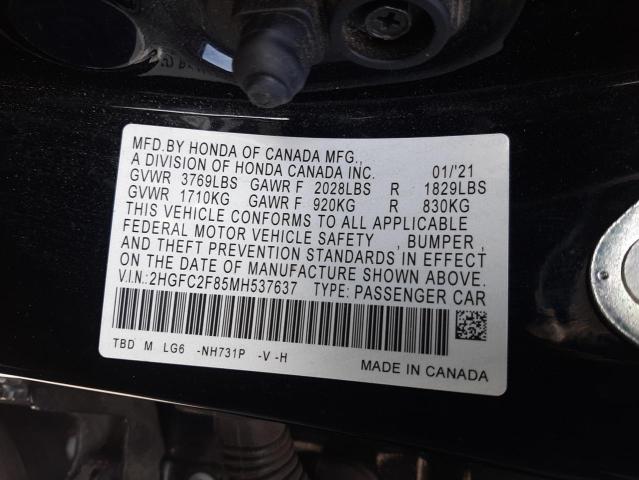 MFD.BY HONDA OF CANADA MFG.,
A DIVISION OF HONDA CANADA INC. 01/'21
GVWR 3769LBS GAWR F 2028LBS R 1829LBS
GVWR 1710KG GAWR F 920KG R 830KG
THIS VEHICLE CONFORMS TO ALL APPLICABLE
FEDERAL MOTOR VEHICLE SAFETY , BUMPER ,
AND THEFT PREVENTION STANDARDS IN EFFECT
ON THE DATE OF MANUFACTURE SHOWN ABOVE.
V.I.N.:2HGFC2F85MH537637 TYPE: PASSENGER CAR
TBD M LG6 -NH731P -V -H
MADE IN CANADA